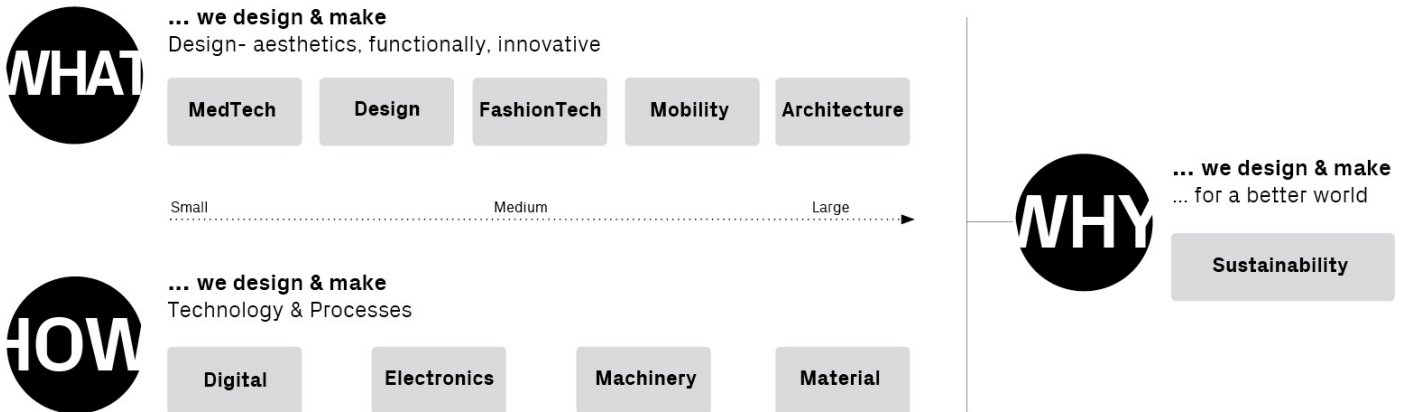 WHAT
... we design & make
Design- aesthetics, functionally, innovative
MedTech
Design
FashionTech
Mobility
Architecture
Small
Medium
Large
HOW
... we design & make
Technology & Processes
Digital
Electronics
Machinery
Material
WHY
... we design & make
... for a better world
Sustainability